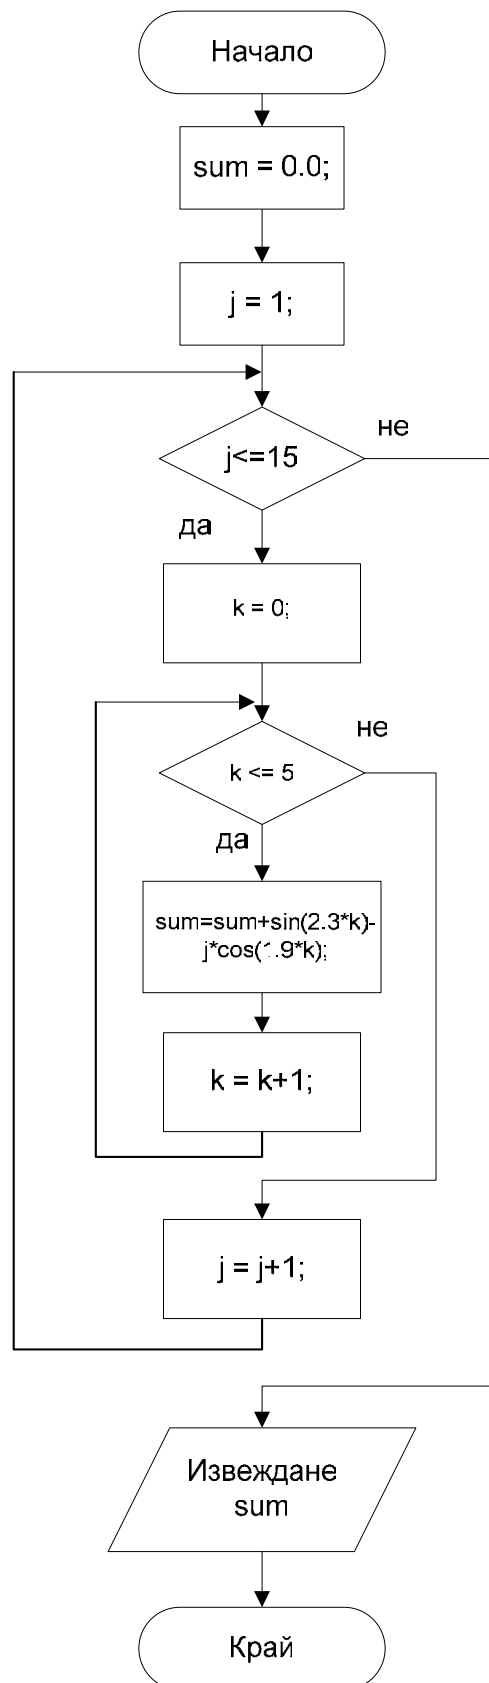 Начало
sum = 0.0;
j = 1;
j<=15
не
да
k = 0;
k <= 5
не
да
sum=sum+sin(2.3*k)-
j*cos(1.9*k);
k = k+1;
j = j+1;
Извеждане
sum
Край